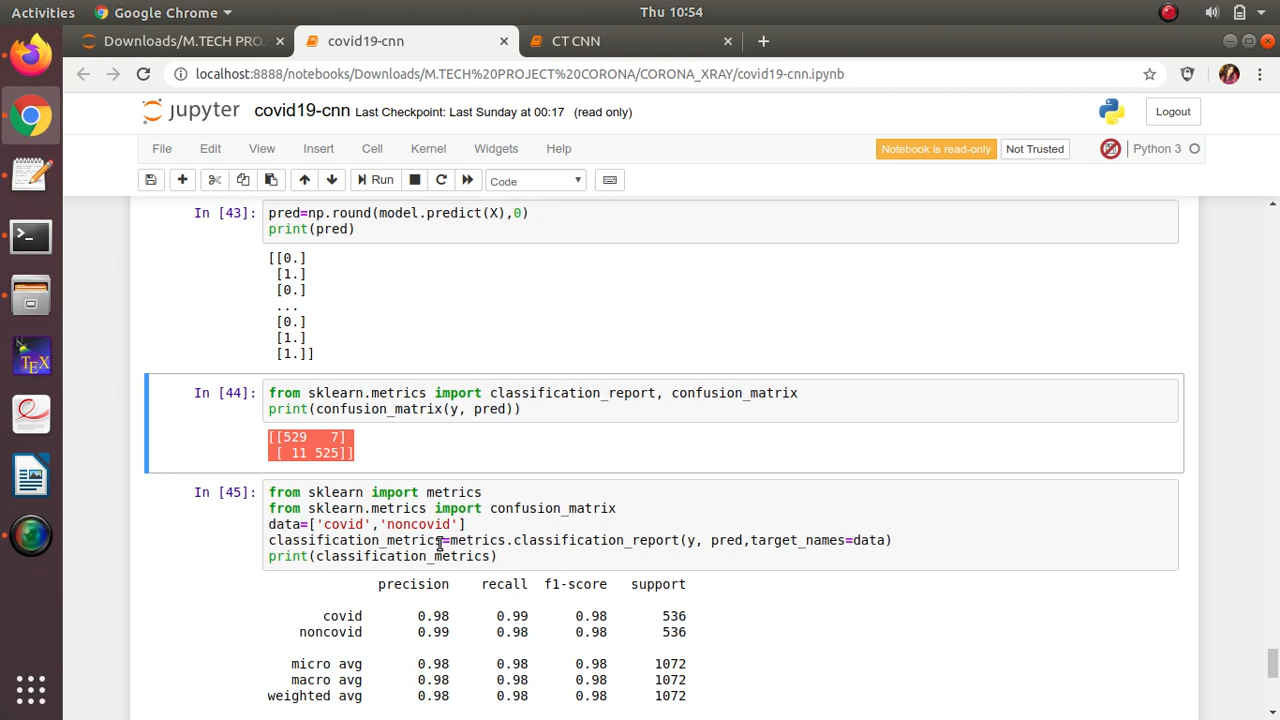 Activities Google Chrome Thu 10:54
Downloads/M.TECH PRO covid19-cnn CT CNN
localhost:8888/notebooks/Downloads/M.TECH%20PROJECT%20CORONA/CORONA_XRAY/covid19-cnn.ipynb
jupyter covid19-cnn Last Checkpoint: Last Sunday at 00:17 (read only) Logout
File Edit View Insert Cell Kernel Widgets Help Notebook is read-only Not Trusted Python 3
Run Code
In [43]: pred=np.round(model.predict(X),0)
print(pred)
[[0.]
[1.]
[0.]
...
[0.]
[1.]
[1.]]
In [44]: from sklearn.metrics import classification_report, confusion_matrix
print(confusion_matrix(y, pred))
[[529 7]
[ 11 525]]
In [45]: from sklearn import metrics
from sklearn.metrics import confusion_matrix
data=['covid','noncovid']
classification_metrics=metrics.classification_report(y, pred,target_names=data)
print(classification_metrics)
precision recall f1-score support
covid 0.98 0.99 0.98 536
noncovid 0.99 0.98 0.98 536
micro avg 0.98 0.98 0.98 1072
macro avg 0.98 0.98 0.98 1072
weighted avg 0.98 0.98 0.98 1072